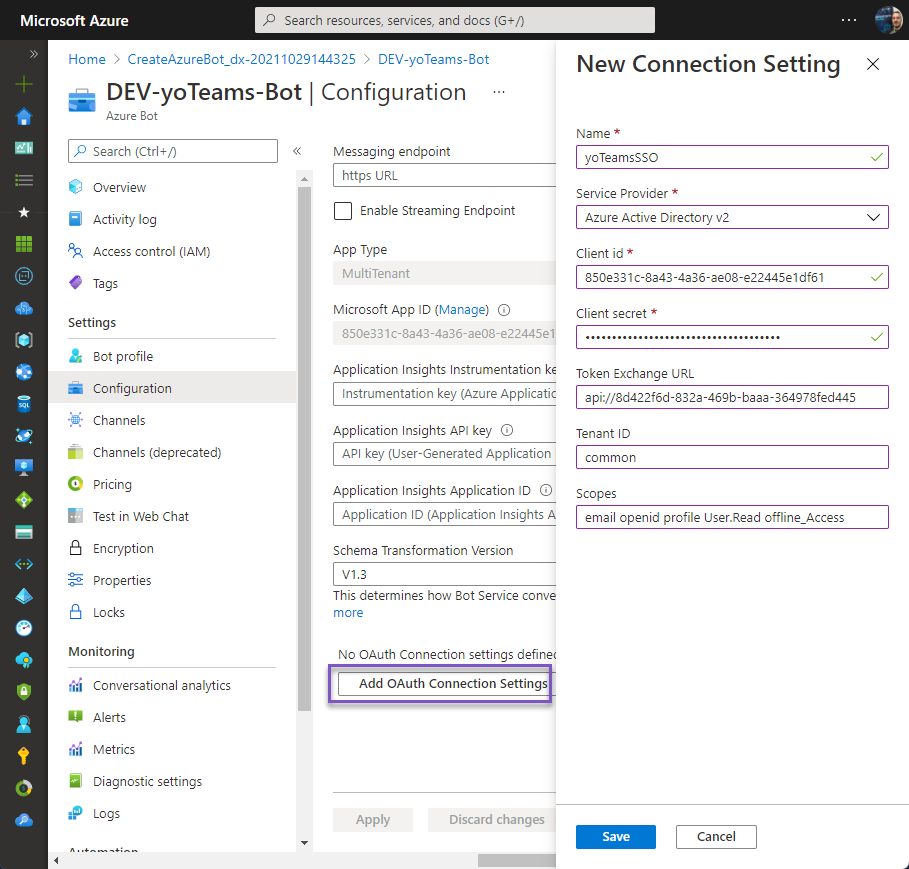 Microsoft Azure
Search resources, services, and docs (G+/)
Home > CreateAzureBot_dx-20211029144325 > DEV-yoTeams-Bot
DEV-yoTeams-Bot | Configuration ...
Azure Bot
Search (Ctrl+/)
Overview
Activity log
Access control (IAM)
Tags
Settings
Bot profile
Configuration
Channels
Channels (deprecated)
Pricing
Test in Web Chat
Encryption
Properties
Locks
Monitoring
Conversational analytics
Alerts
Metrics
Diagnostic settings
Logs
Automation
Messaging endpoint
https URL
Enable Streaming Endpoint
App Type
MultiTenant
Microsoft App ID (Manage)
850e331c-8a43-4a36-ae08-e22445e1
Application Insights Instrumentation ke
Instrumentation key (Azure Applicatio
Application Insights API key
API key (User-Generated Application
Application Insights Application ID
Application ID (Application Insights A
Schema Transformation Version
V1.3
This determines how Bot Service conve
more
No OAuth Connection settings defined
Add OAuth Connection Settings
Apply
Discard changes
New Connection Setting
Name *
yoTeamsSSO
Service Provider *
Azure Active Directory v2
Client id *
850e331c-8a43-4a36-ae08-e22445e1df61
Client secret *
Token Exchange URL
api://8d422f6d-832a-469b-baaa-364978fed445
Tenant ID
common
Scopes
email openid profile User.Read offline_Access
Save
Cancel
SQL